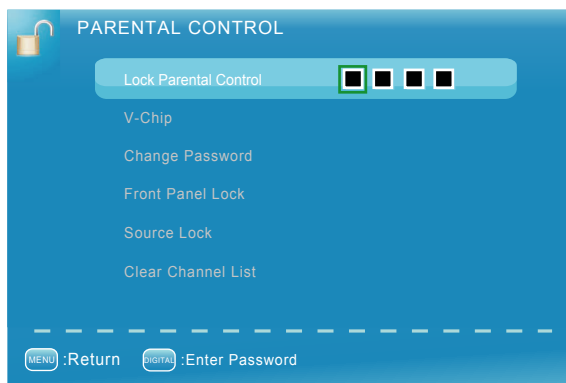 PARENTAL CONTROL
Lock Parental Control
V-Chip
Change Password
Front Panel Lock
Source Lock
Clear Channel List
MENU :Return DIGITAL :Enter Password